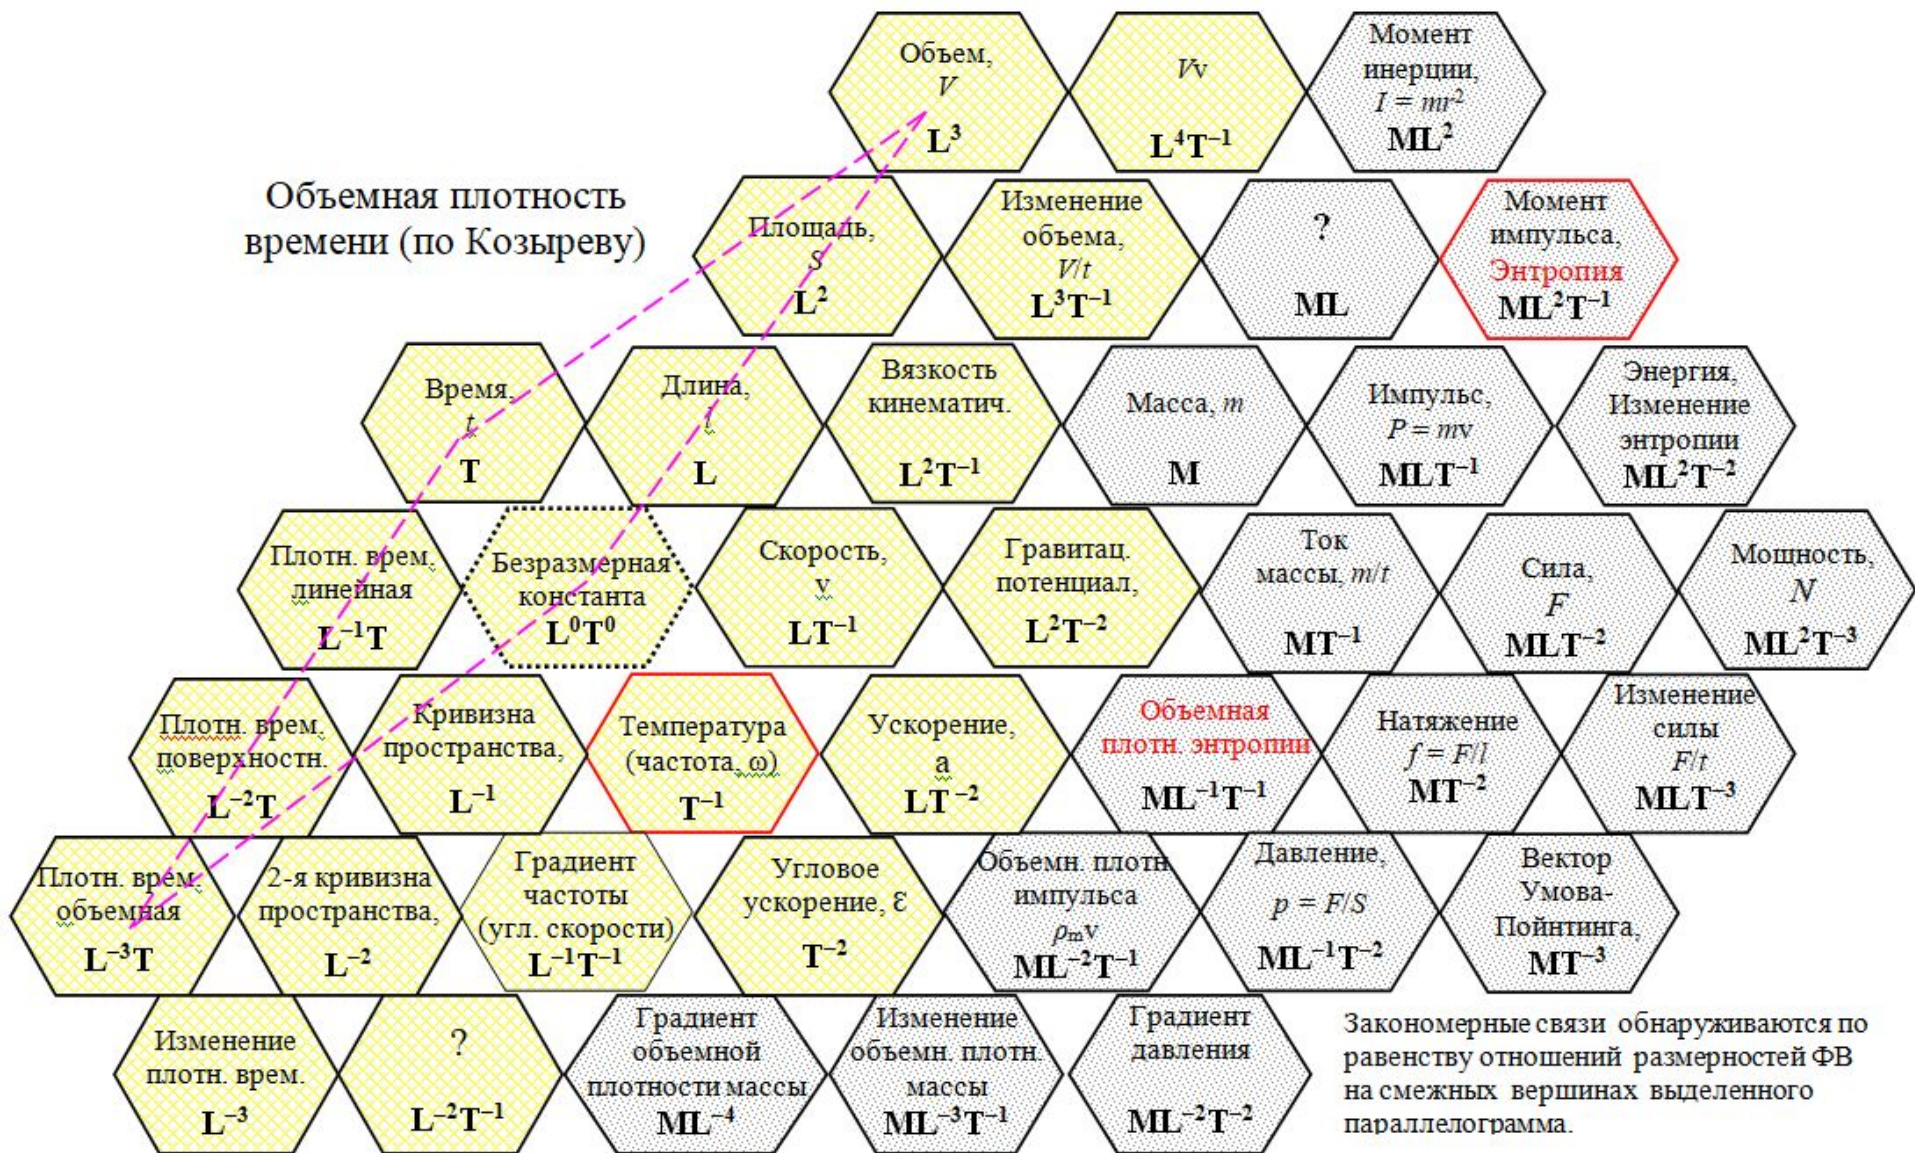 Объем,
V
L³
Vv
L⁴T⁻¹
Момент
инерции,
I = mr²
ML²
Объемная плотность
времени (по Козыреву)
Площадь,
S
L²
Изменение
объема,
V/t
L³T⁻¹
?
ML
Момент
импульса,
Энтропия
ML²T⁻¹
Время,
t
T
Длина,
l
L
Вязкость
кинематич.
L²T⁻¹
Масса, m
M
Импульс,
P = mv
MLT⁻¹
Энергия,
Изменение
энтропии
ML²T⁻²
Плотн. врем,
линейная
L⁻¹T
Безразмерная
константа
L⁰T⁰
Скорость,
v
LT⁻¹
Гравитац.
потенциал,
L²T⁻²
Ток
массы, m/t
MT⁻¹
Сила,
F
MLT⁻²
Мощность,
N
ML²T⁻³
Плотн. врем,
поверхностн.
L⁻²T
Кривизна
пространства,
L⁻¹
Температура
(частота, ω)
T⁻¹
Ускорение,
a
LT⁻²
Объемная
плотн. энтропии
ML⁻¹T⁻¹
Натяжение
f = F/l
MT⁻²
Изменение
силы
F/t
MLT⁻³
Плотн. врем,
объемная
L⁻³T
2-я кривизна
пространства,
L⁻²
Градиент
частоты
(угл. скорости)
L⁻¹T⁻¹
Угловое
ускорение, ε
T⁻²
Объемн. плотн
импульса
ρₘv
ML⁻²T⁻¹
Давление,
p = F/S
ML⁻¹T⁻²
Вектор
Умова-
Пойнтинга,
MT⁻³
Изменение
плотн. врем.
L⁻³
?
L⁻²T⁻¹
Градиент
объемной
плотности массы
ML⁻⁴
Изменение
объемн. плотн.
массы
ML⁻³T⁻¹
Градиент
давления
ML⁻²T⁻²
Закономерные связи обнаруживаются по
равенству отношений размерностей ФВ
на смежных вершинах выделенного
параллелограмма.